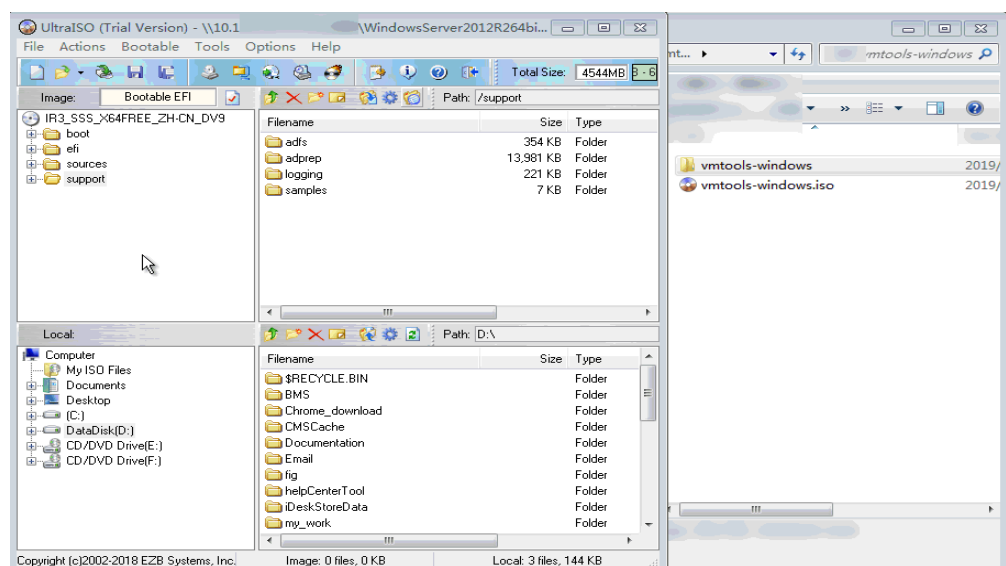 UltraISO (Trial Version) - \\10.1 \WindowsServer2012R264bi...
File Actions Bootable Tools Options Help
Total Size: 4544MB
Image: Bootable EFI Path: /support
IR3_SSS_X64FREE_ZH-CN_DV9
boot
efi
sources
support
Filename Size Type
adfs 354 KB Folder
adprep 13,981 KB Folder
logging 221 KB Folder
samples 7 KB Folder
Local: Path: D:\
Computer
My ISO Files
Documents
Desktop
(C:)
DataDisk(D:)
CD/DVD Drive(E:)
CD/DVD Drive(F:)
Filename Size Type
$RECYCLE.BIN Folder
BMS Folder
Chrome_download Folder
CMSCache Folder
Documentation Folder
Email Folder
fig Folder
helpCenterTool Folder
iDeskStoreData Folder
my_work Folder
Copyright (c)2002-2018 EZB Systems, Inc. Image: 0 files, 0 KB Local: 3 files, 144 KB
mt... vmtools-windows
vmtools-windows 2019/
vmtools-windows.iso 2019/